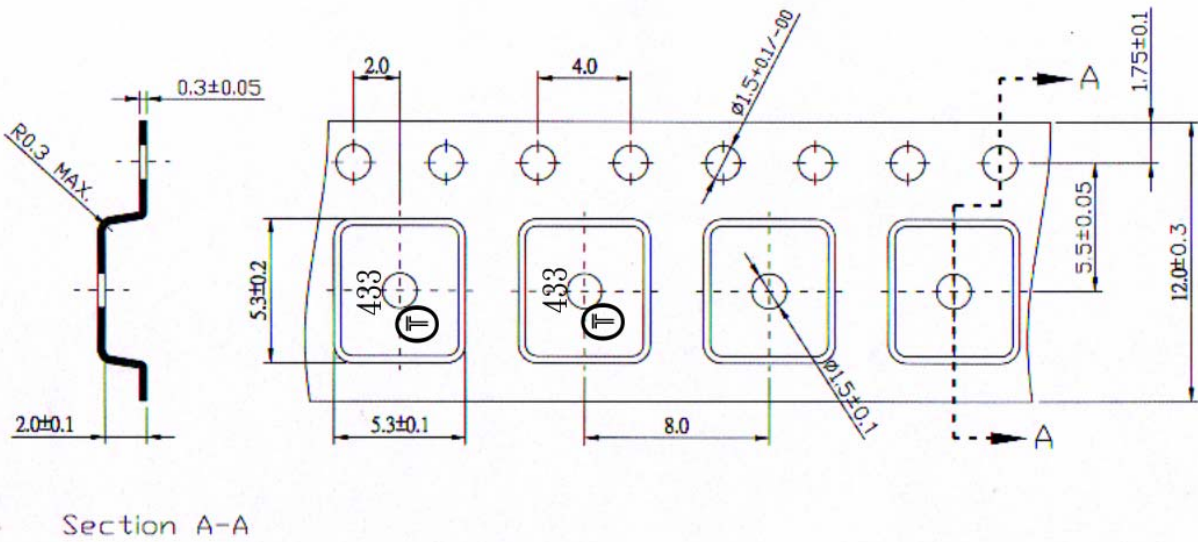 2.0
4.0
Ø1.5+0.1/-00
A
1.75±0.1
0.3±0.05
R0.3 MAX.
5.3±0.2
433
T
433
T
5.5±0.05
12.0±0.3
2.0±0.1
5.3±0.1
8.0
Ø1.5±0.1
A
Section A-A